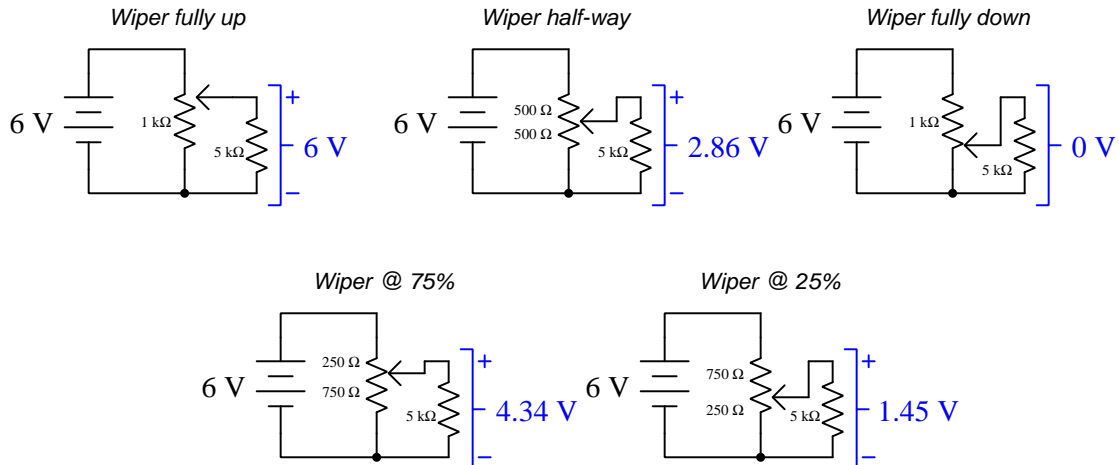 Wiper fully up
Wiper half-way
Wiper fully down
6 V
1 kΩ
5 kΩ
+
6 V
−
6 V
500 Ω
500 Ω
5 kΩ
+
2.86 V
−
6 V
1 kΩ
5 kΩ
0 V
Wiper @ 75%
Wiper @ 25%
6 V
250 Ω
750 Ω
5 kΩ
+
4.34 V
−
6 V
750 Ω
250 Ω
5 kΩ
+
1.45 V
−